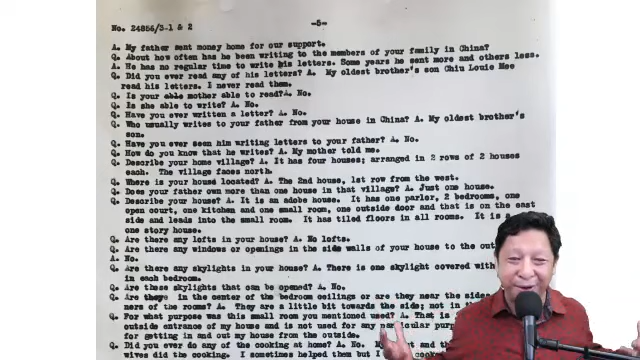 No. 24856/3-1 & 2
-5-
A. My father sent money home for our support.
Q. About how often has he been writing to the members of your family in China?
A. He has no regular time to write his letters. Some years he sent more and others less.
Q. Did you ever read any of his letters? A. My oldest brother's son Chiu Louie Mee
read his letters. I never read them.
Q. Is your able mother able to read? A. No.
Q. Is she able to write? A. No.
Q. Have you ever written a letter? A. No.
Q. Who usually writes to your father from your house in China? A. My oldest brother's
son.
Q. Have you ever seen him writing letters to your father? A. No.
Q. How do you know that he writes? A. My mother told me.
Q. Describe your home village? A. It has four houses; arranged in 2 rows of 2 houses
each. The village faces north.
Q. Where is your house located? A. The 2nd house, 1st row from the west.
Q. Does your father own more than one house in that village? A. Just one house.
Q. Describe your house? A. It is an adobe house. It has one parlor, 2 bedrooms, one
open court, one kitchen and one small room, one outside door and that is on the east
side and leads into the small room. It has tiled floors in all rooms. It is a
one story house.
Q. Are there any lofts in your house? A. No lofts.
Q. Are there any windows or openings in the side walls of your house to the
A. No.
Q. Are there any skylights in your house? A. There is one skylight covered with
in each bedroom.
Q. Are these skylights that can be opened? A. No.
Q. Are they in the center of the bedroom ceilings or are they near the sides
ners of the rooms? A. They are a little bit towards the side; not in
Q. For what purpose was this small room you mentioned used? A. That is
outside entrance of my house and is not used for any particular
for getting in and out my house from the outside.
Q. Did you ever do any of the cooking at home? A. No. and the
wives did the cooking. I sometimes helped them but I